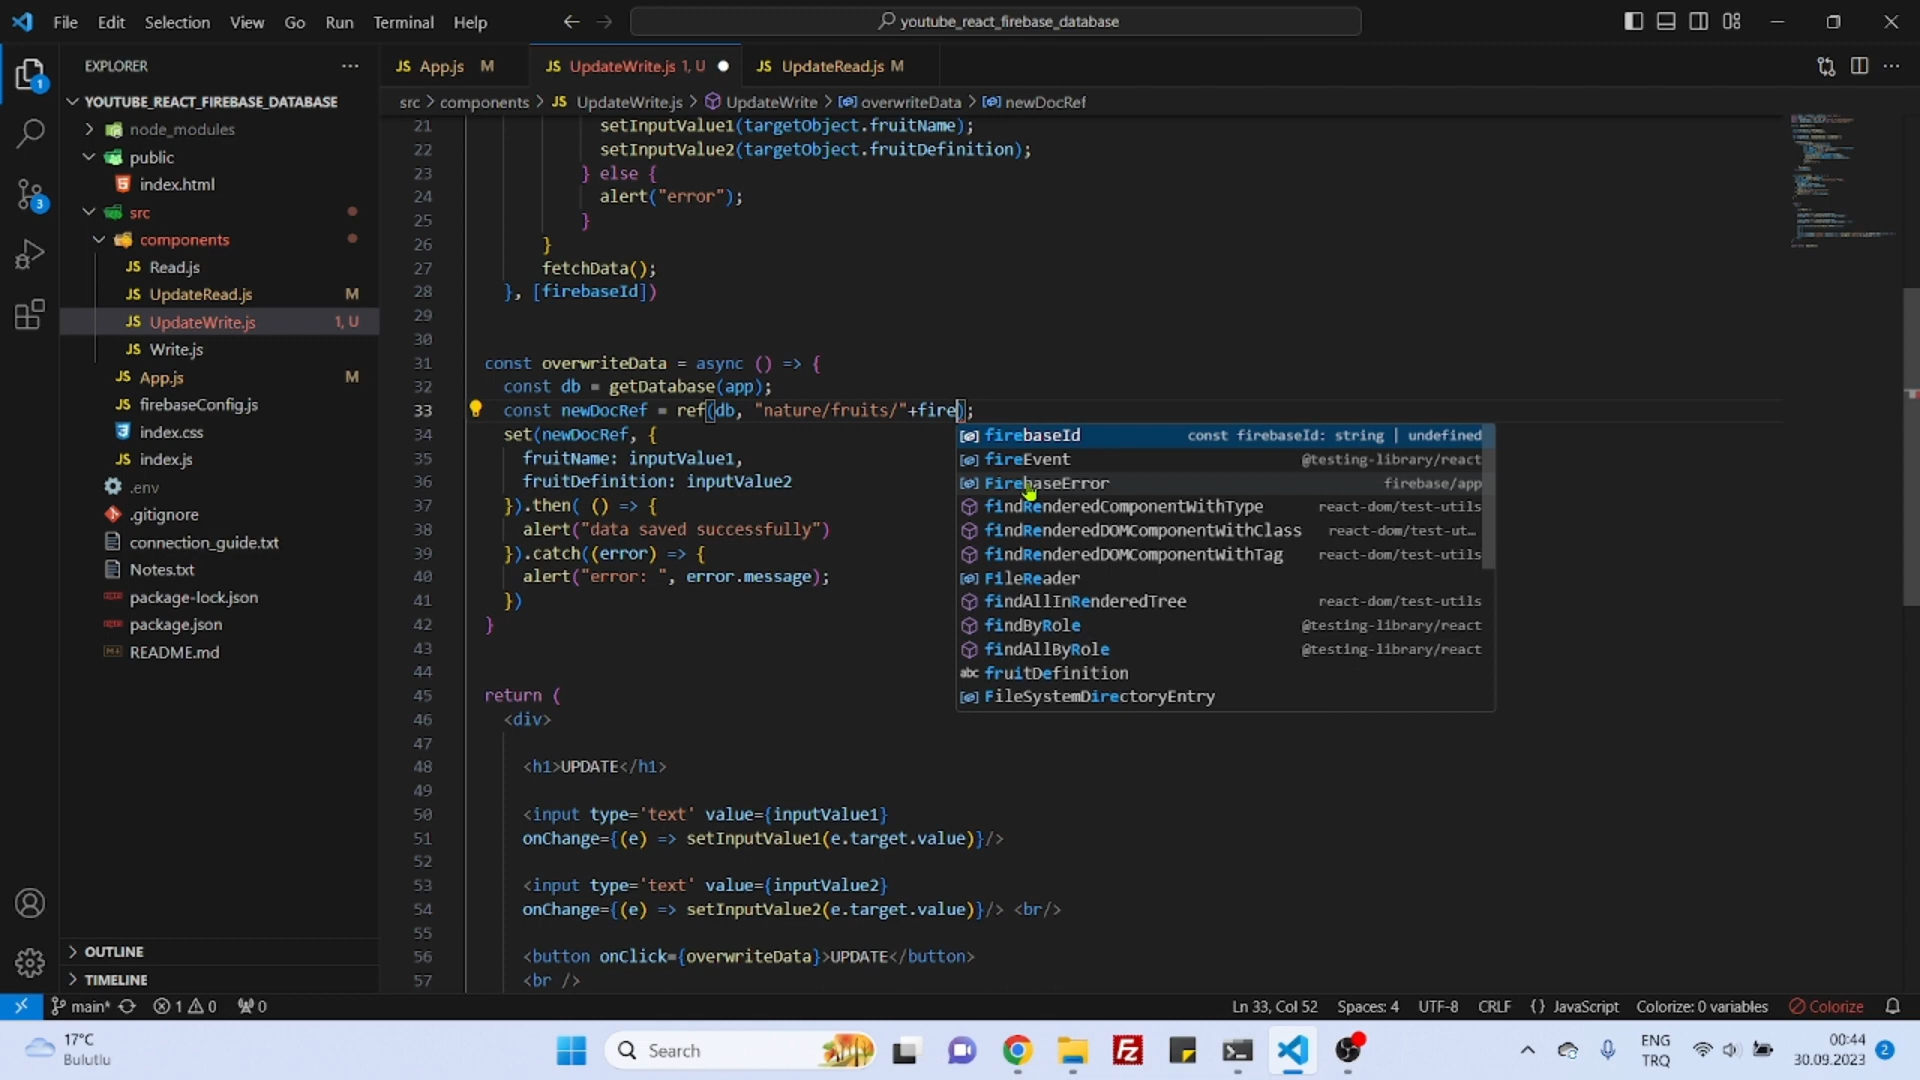 File Edit Selection View Go Run Terminal Help
youtube_react_firebase_database
EXPLORER
YOUTUBE_REACT_FIREBASE_DATABASE
node_modules
public
index.html
src
components
Read.js
UpdateRead.js M
UpdateWrite.js 1, U
Write.js
App.js M
firebaseConfig.js
index.css
index.js
.env
.gitignore
connection_guide.txt
Notes.txt
package-lock.json
package.json
README.md
OUTLINE
TIMELINE
JS App.js M
JS UpdateWrite.js 1, U
JS UpdateRead.js M
src > components > JS UpdateWrite.js > UpdateWrite > overwriteData > newDocRef
21 setInputValue1(targetObject.fruitName);
22 setInputValue2(targetObject.fruitDefinition);
23 } else {
24 alert("error");
25 }
26 }
27 fetchData();
28 }, [firebaseId])
29
30
31 const overwriteData = async () => {
32 const db = getDatabase(app);
33 const newDocRef = ref(db, "nature/fruits/"+fire);
34 set(newDocRef, {
35 fruitName: inputValue1,
36 fruitDefinition: inputValue2
37 }).then( () => {
38 alert("data saved successfully")
39 }).catch((error) => {
40 alert("error: ", error.message);
41 })
42 }
43
44
45 return (
46 <div>
47
48 <h1>UPDATE</h1>
49
50 <input type='text' value={inputValue1}
51 onChange={(e) => setInputValue1(e.target.value)}/>
52
53 <input type='text' value={inputValue2}
54 onChange={(e) => setInputValue2(e.target.value)}/> <br/>
55
56 <button onClick={overwriteData}>UPDATE</button>
57 <br />
firebaseId const firebaseId: string | undefined
fireEvent @testing-library/react
FirebaseError firebase/app
findRenderedComponentWithType react-dom/test-utils
findRenderedDOMComponentWithClass react-dom/test-ut…
findRenderedDOMComponentWithTag react-dom/test-utils
FileReader
findAllInRenderedTree react-dom/test-utils
findByRole @testing-library/react
findAllByRole @testing-library/react
abc fruitDefinition
FileSystemDirectoryEntry
main* 1 0 0 Ln 33, Col 52 Spaces: 4 UTF-8 CRLF {} JavaScript Colorize: 0 variables Colorize
17°C
Bulutlu
Search
ENG
TRQ
00:44
30.09.2023
2